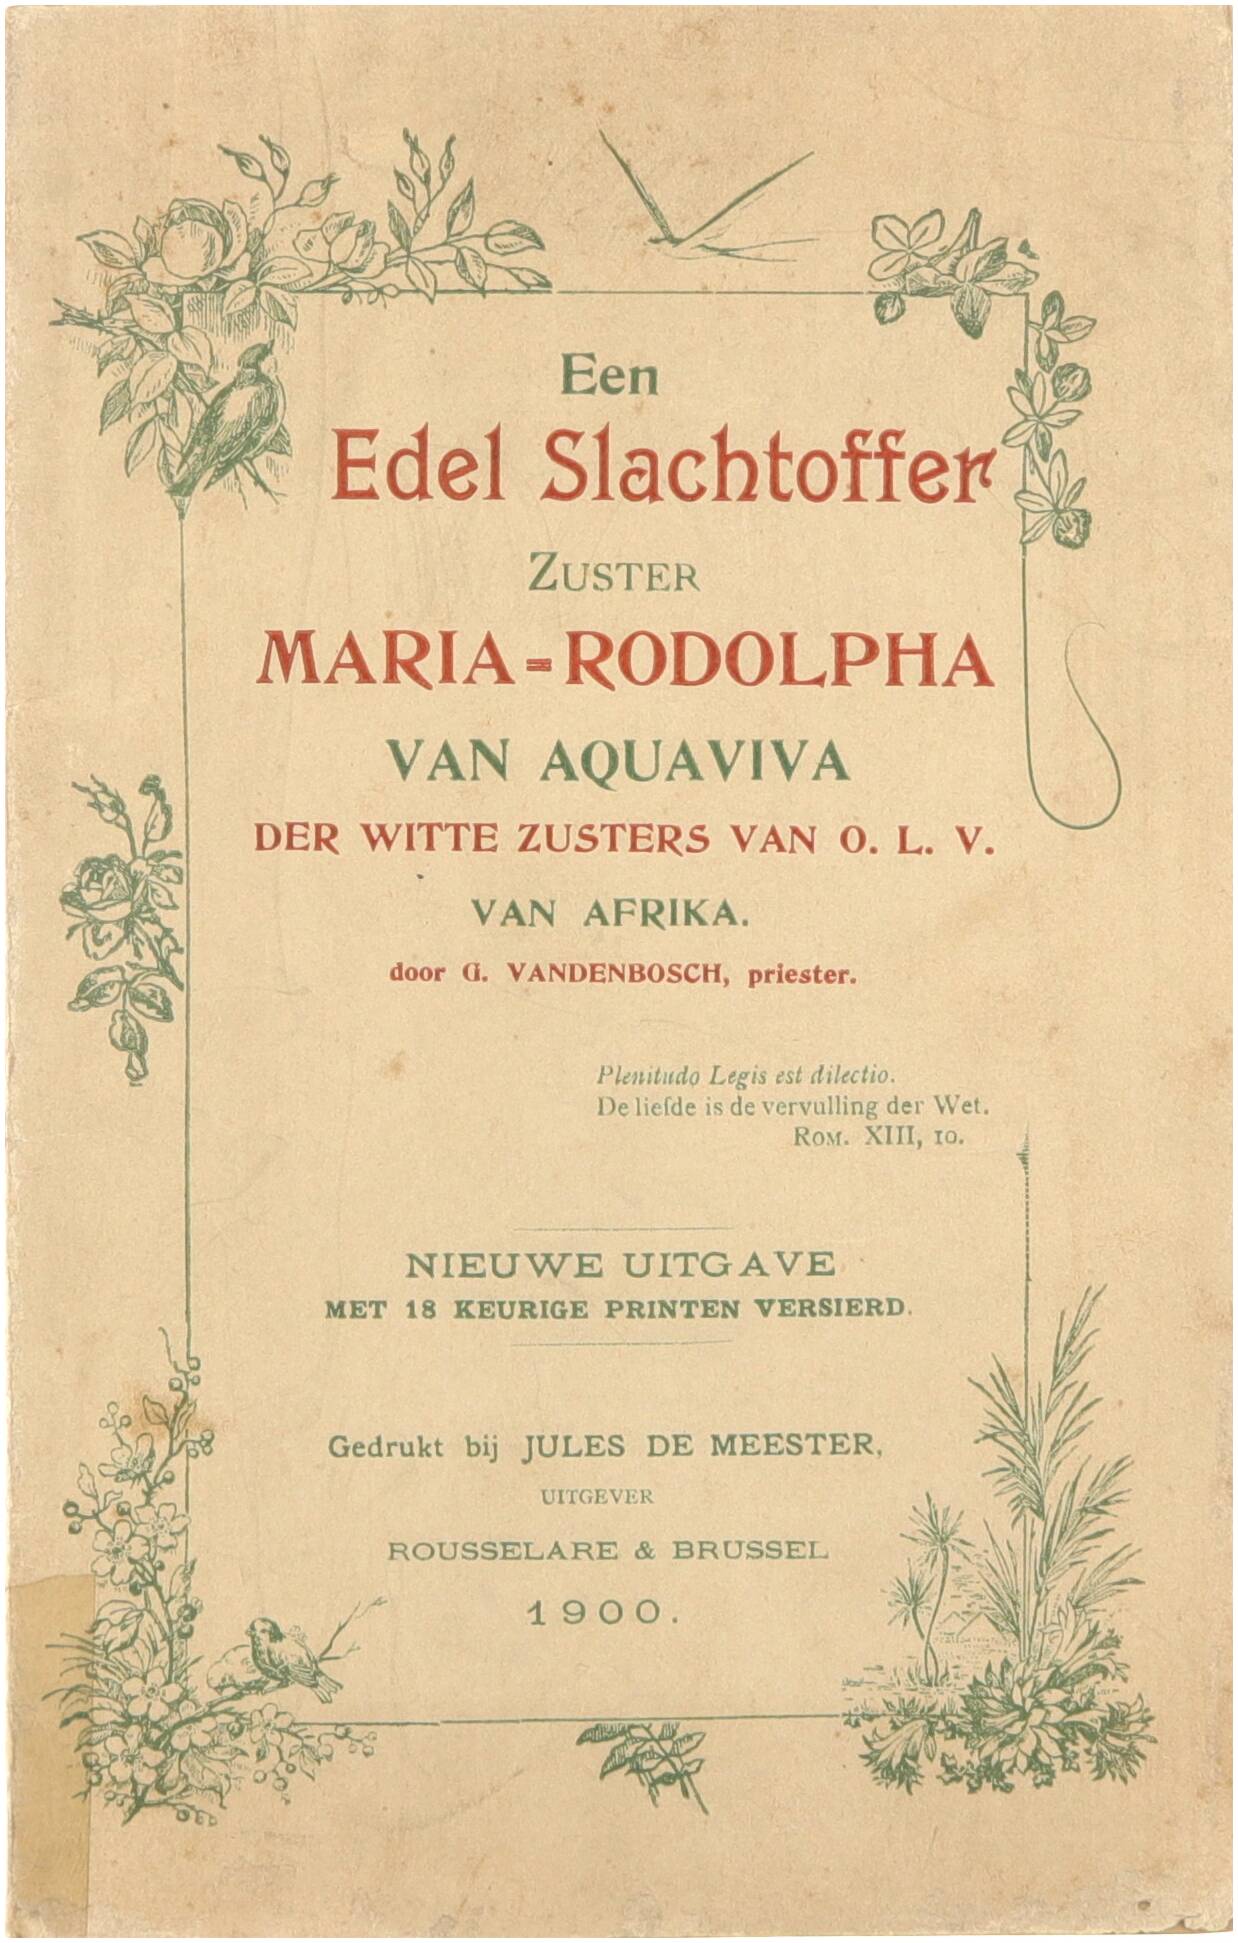 Een
Edel Slachtoffer
ZUSTER
MARIA=RODOLPHA
VAN AQUAVIVA
DER WITTE ZUSTERS VAN O. L. V.
VAN AFRIKA.
door G. VANDENBOSCH, priester.
Plenitudo Legis est dilectio.
De liefde is de vervulling der Wet.
ROM. XIII, 10.
NIEUWE UITGAVE
MET 18 KEURIGE PRINTEN VERSIERD.
Gedrukt bij JULES DE MEESTER,
UITGEVER
ROUSSELARE & BRUSSEL
1900.